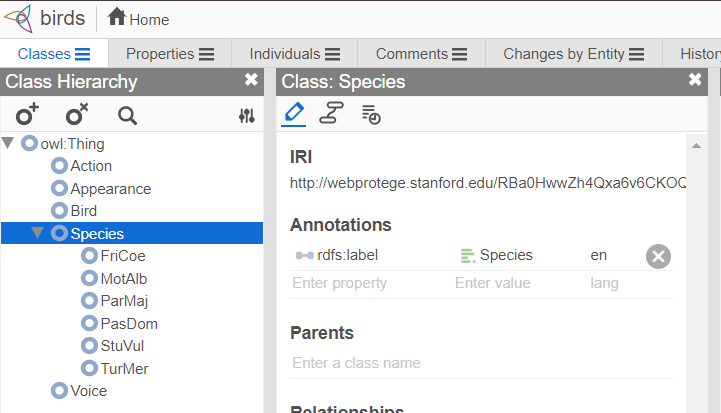 birds Home
Classes Properties Individuals Comments Changes by Entity History
Class Hierarchy
Class: Species
owl:Thing
Action
Appearance
Bird
Species
FriCoe
MotAlb
ParMaj
PasDom
StuVul
TurMer
Voice
IRI
http://webprotege.stanford.edu/RBa0HwwZh4Qxa6v6CKOQ
Annotations
rdfs:label Species en
Enter property Enter value lang
Parents
Enter a class name
Relationships